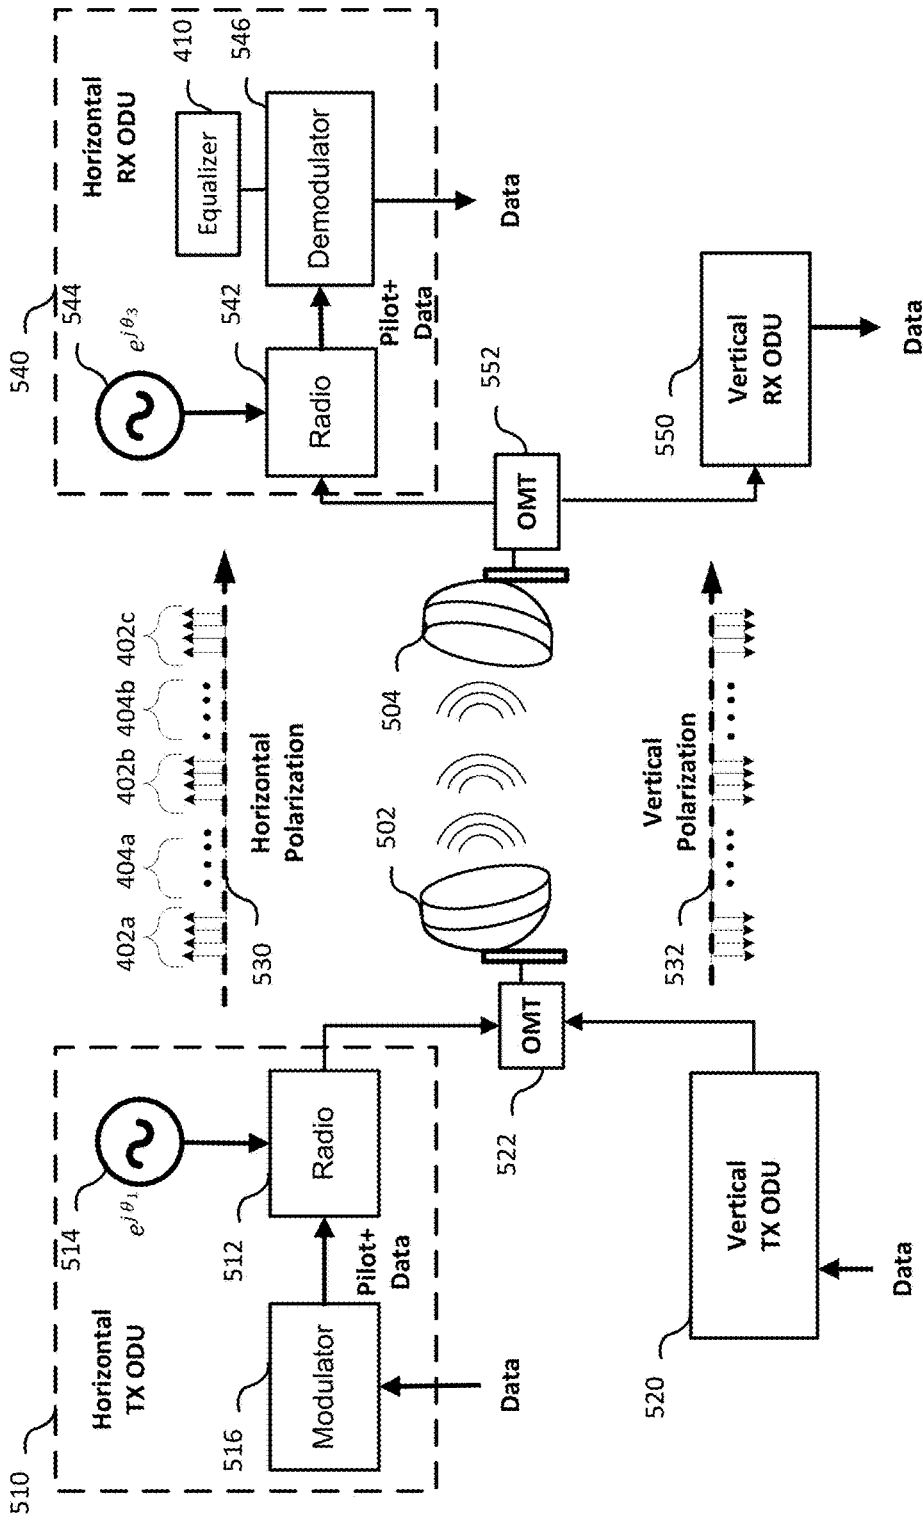 510
Horizontal
TX ODU
514
e^{jθ_1}
512
Radio
516
Modulator
Pilot+
Data
Data
402a
404a
402b
404b
402c
530
Horizontal
Polarization
540
Horizontal
RX ODU
544
e^{jθ_3}
542
Radio
410
Equalizer
546
Demodulator
Pilot+
Data
Data
522
OMT
502
504
OMT
552
520
Vertical
TX ODU
Data
532
Vertical
Polarization
550
Vertical
RX ODU
Data